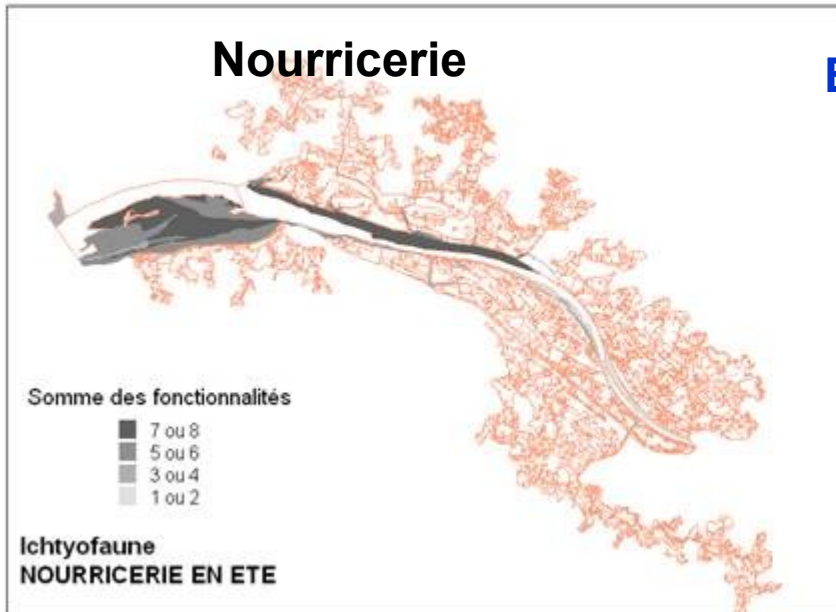 Nourricerie
E
Somme des fonctionnalités
7 ou 8
5 ou 6
3 ou 4
1 ou 2
Ichtyofaune
NOURRICERIE EN ETE